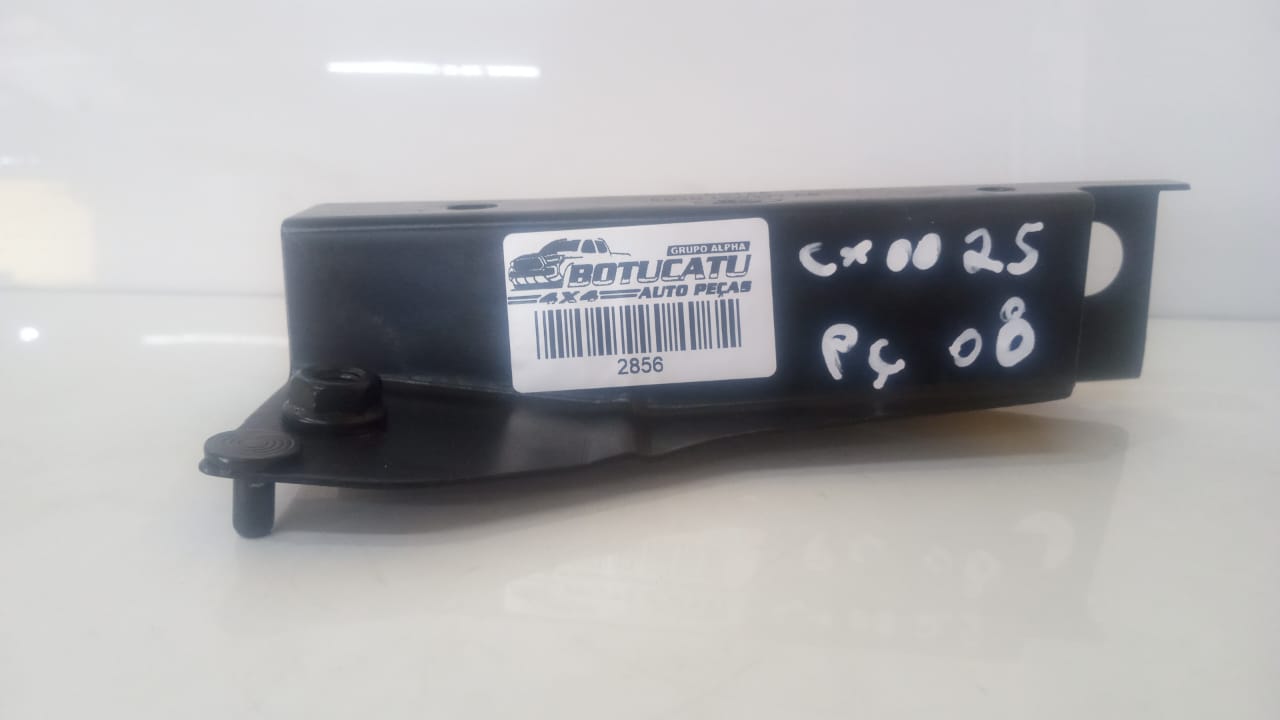 GRUPO ALPHA
BOTUCATU
4X4 AUTO PEÇAS
2856
CX 00 25
PÇ 08